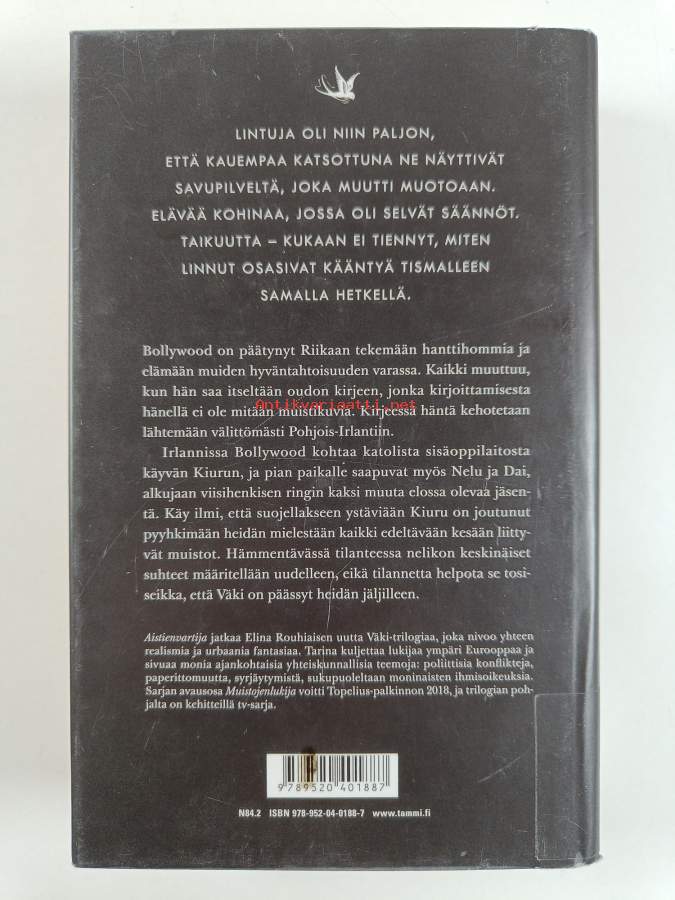 LINTUJA OLI NIIN PALJON,
ETTÄ KAUEMPAA KATSOTTUNA NE NÄYTTIVÄT
SAVUPILVELTÄ, JOKA MUUTTI MUOTOAAN.
ELÄVÄÄ KOHINAA, JOSSA OLI SELVÄT SÄÄNNÖT.
TAIKUUTTA – KUKAAN EI TIENNYT, MITEN
LINNUT OSASIVAT KÄÄNTYÄ TISMALLEEN
SAMALLA HETKELLÄ.
Bollywood on päätynyt Riikaan tekemään hanttihommia ja
elämään muiden hyväntahtoisuuden varassa. Kaikki muuttuu,
kun hän saa itseltään oudon kirjeen, jonka kirjoittamisesta
hänellä ei ole mitään muistikuvia. Kirjeessä häntä kehotetaan
Antikvariaatti.net
lähtemään välittömästi Pohjois-Irlantiin.
Irlannissa Bollywood kohtaa katolista sisäoppilaitosta
käyvän Kiurun, ja pian paikalle saapuvat myös Nelu ja Dai,
alkujaan viisihenkisen ringin kaksi muuta elossa olevaa jäsen-
tä. Käy ilmi, että suojellakseen ystäviään Kiuru on joutunut
pyyhkimään heidän mielestään kaikki edeltävään kesään liitty-
vät muistot. Hämmentävässä tilanteessa nelikon keskinäiset
suhteet määritellään uudelleen, eikä tilannetta helpota se tosi-
seikka, että Väki on päässyt heidän jäljilleen.
Aistienvartija jatkaa Elina Rouhiaisen uutta Väki-trilogiaa, joka nivoo yhteen
realismia ja urbaania fantasiaa. Tarina kuljettaa lukijaa ympäri Eurooppaa ja
sivuaa monia ajankohtaisia yhteiskunnallisia teemoja: poliittisia konflikteja,
paperittomuutta, syrjäytymistä, sukupuoleltaan moninaisten ihmisoikeuksia.
Sarjan avausosa Muistojenlukija voitti Topelius-palkinnon 2018, ja trilogian poh-
jalta on kehitteillä tv-sarja.
9 789520 401887
N84.2 ISBN 978-952-04-0188-7 www.tammi.fi